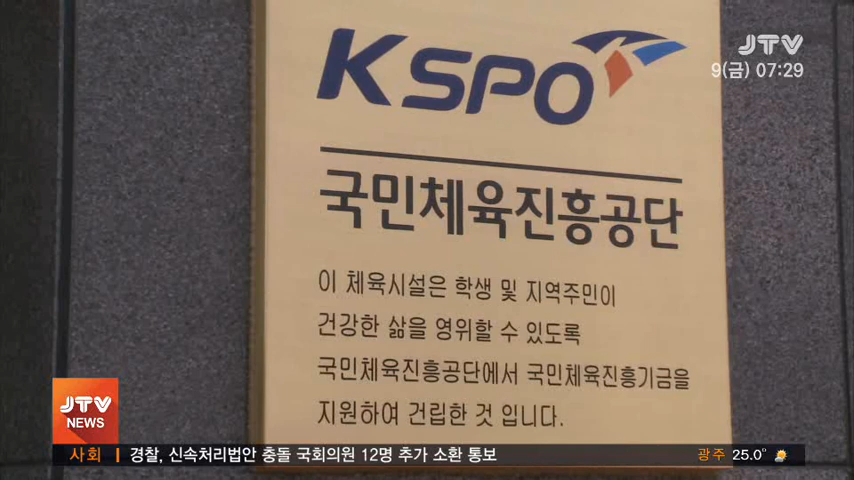 KSPO
JTV
9(금) 07:29
국민체육진흥공단
이 체육시설은 학생 및 지역주민이
건강한 삶을 영위할 수 있도록
국민체육진흥공단에서 국민체육진흥기금을
지원하여 건립한 것 입니다.
JTV
NEWS
사회 | 경찰, 신속처리법안 충돌 국회의원 12명 추가 소환 통보
광주 25.0°